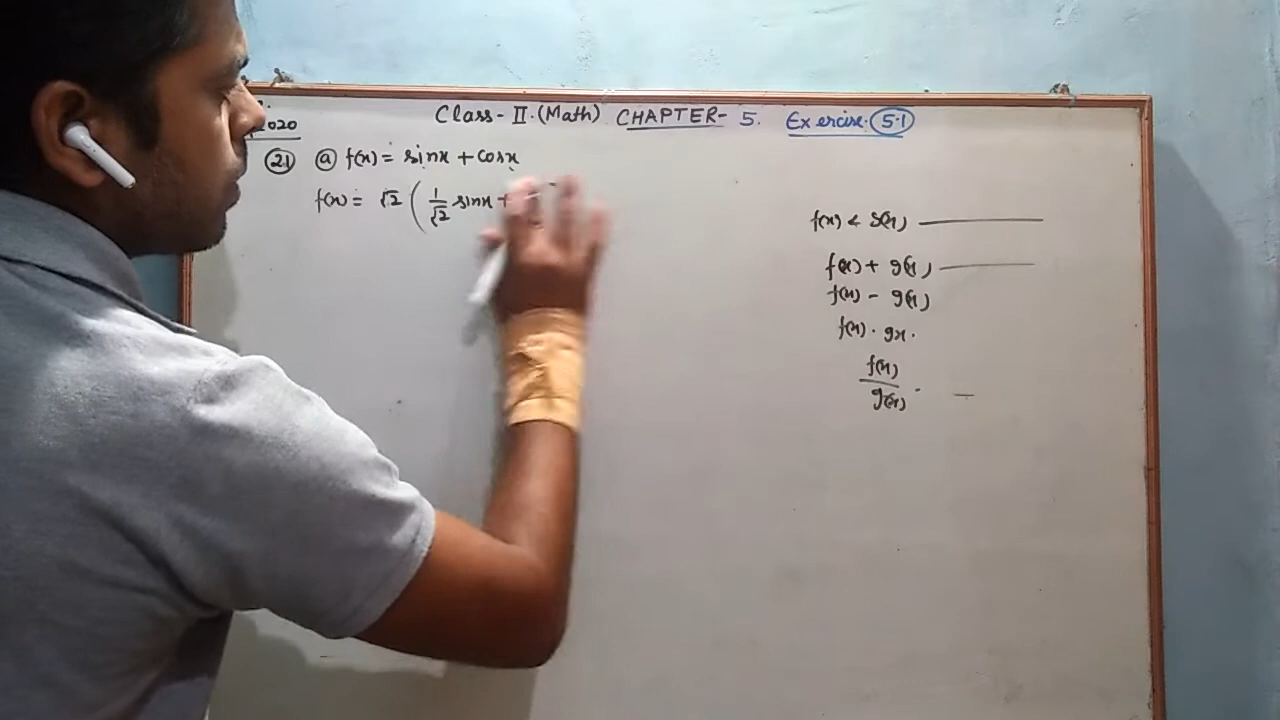 Class-II.(Math) CHAPTER- 5. Exercise. 5.1
2020
21 a f(x) = sinx + cosx
f(x) = √2 ( 1/√2 sinx +
f(x) & g(x)
f(x) + g(x)
f(x) - g(x)
f(x) · gx.
f(x)
g(x)